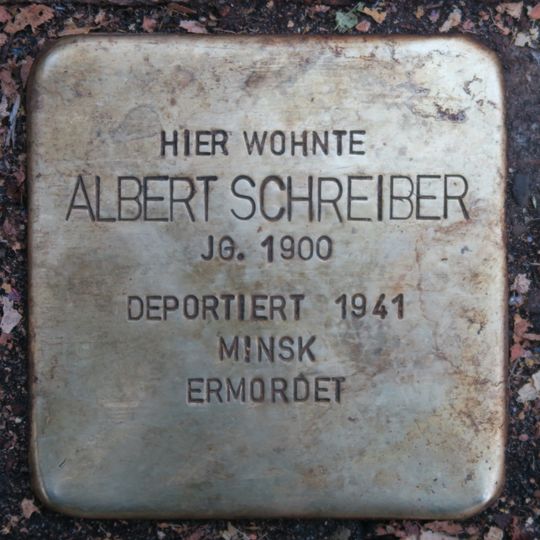 HIER WOHNTE
ALBERT SCHREIBER
JG. 1900
DEPORTIERT 1941
MINSK
ERMORDET